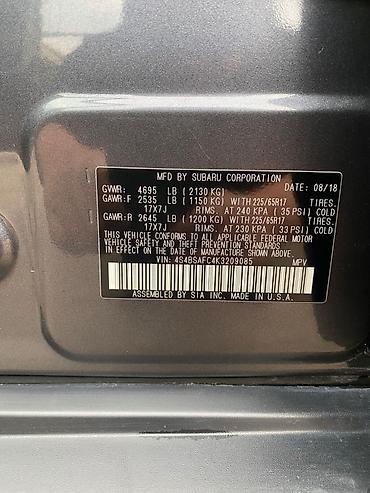 MFD BY SUBARU CORPORATION
GVWR: 4695 LB ( 2130 KG) DATE: 08/18
GAWR:F 2535 LB ( 1150 KG) WITH 225/65R17 TIRES.
17X7J RIMS. AT 240 KPA ( 35 PSI) COLD
GAWR:R 2645 LB ( 1200 KG) WITH 225/65R17 TIRES.
17X7J RIMS. AT 230 KPA ( 33 PSI) COLD
THIS VEHICLE CONFORMS TO ALL APPLICABLE FEDERAL MOTOR
VEHICLE SAFETY, AND THEFT PREVENTION STANDARDS
IN EFFECT ON THE DATE OF MANUFACTURE SHOWN ABOVE.
VIN: 4S4BSAFC4K3209085 MPV
ASSEMBLED BY SIA INC. MADE IN U.S.A.